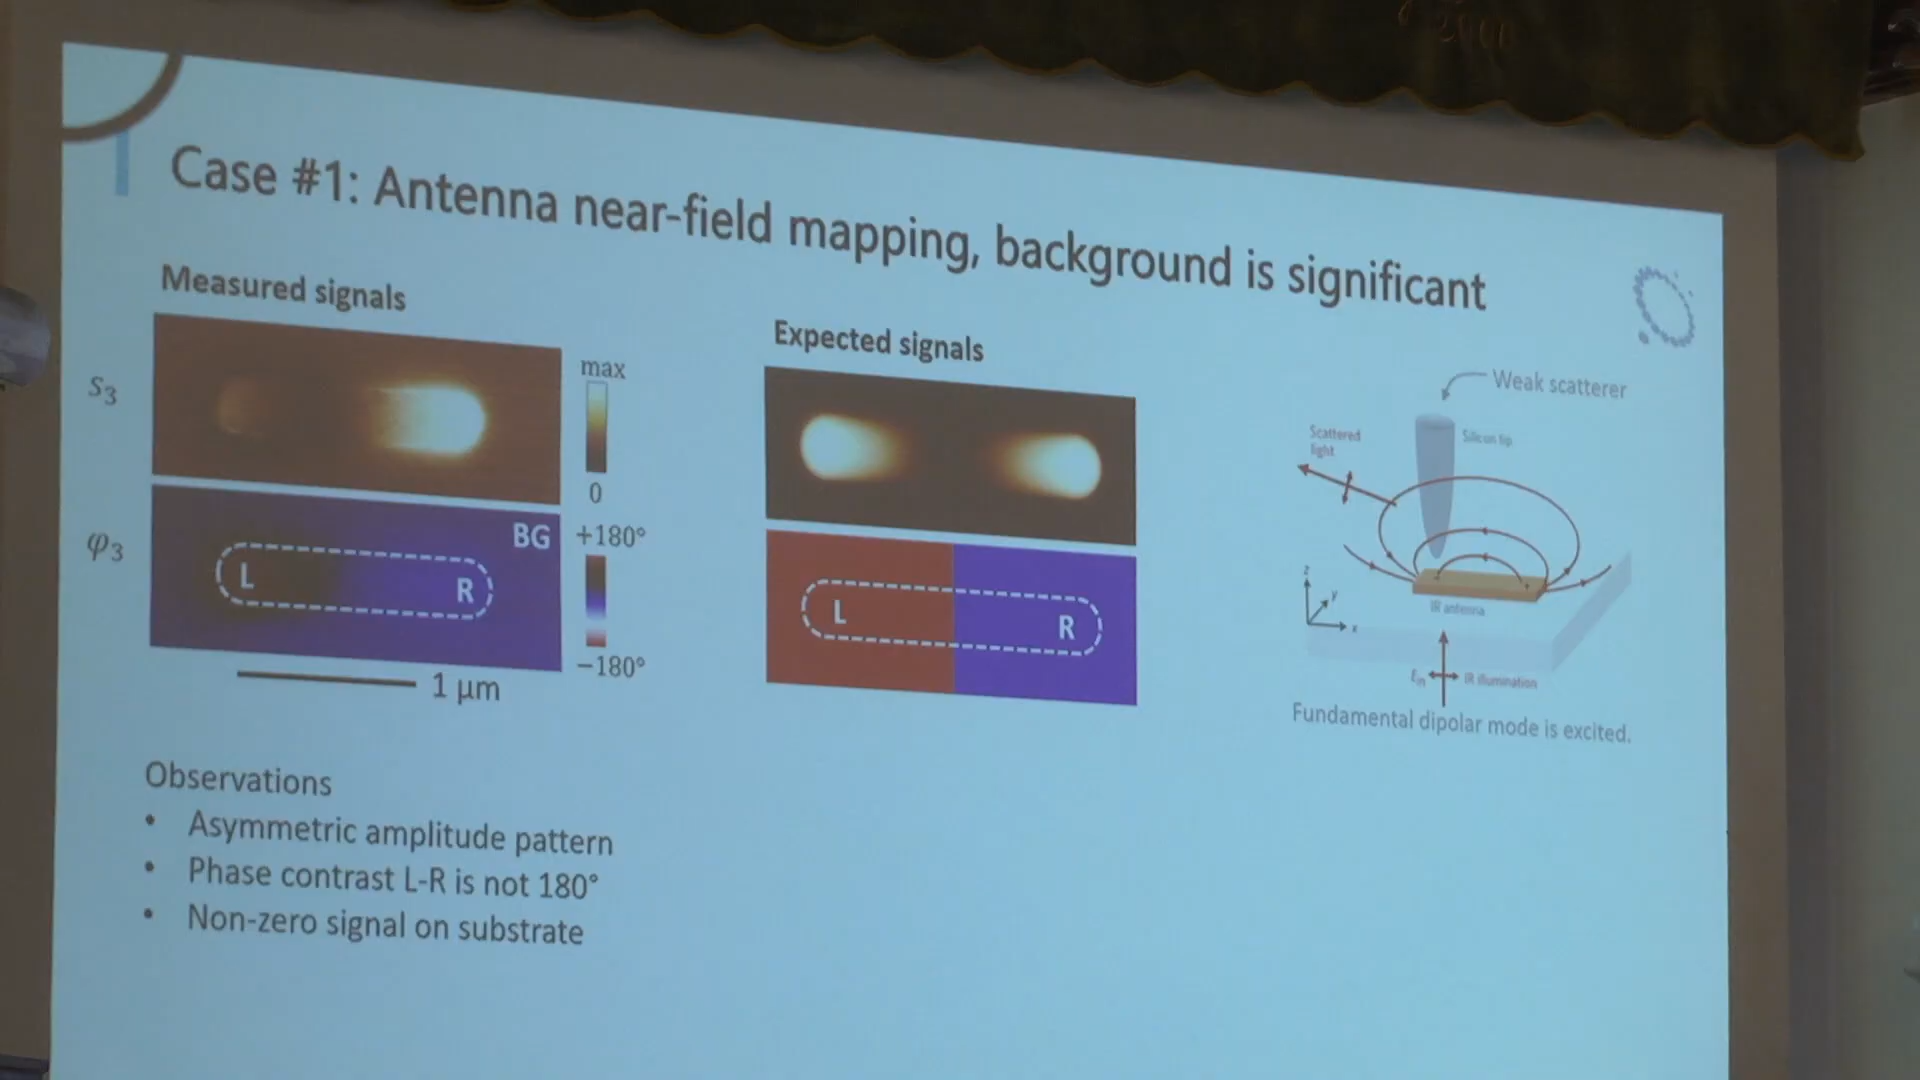 Case #1: Antenna near-field mapping, background is significant
Measured signals
s3
max
0
φ3
BG
L
R
+180°
−180°
1 µm
Expected signals
L
R
Weak scatterer
Scattered
light
Silicon tip
z
y
x
IR antenna
Ein
IR illumination
Fundamental dipolar mode is excited.
Observations
• Asymmetric amplitude pattern
• Phase contrast L-R is not 180°
• Non-zero signal on substrate